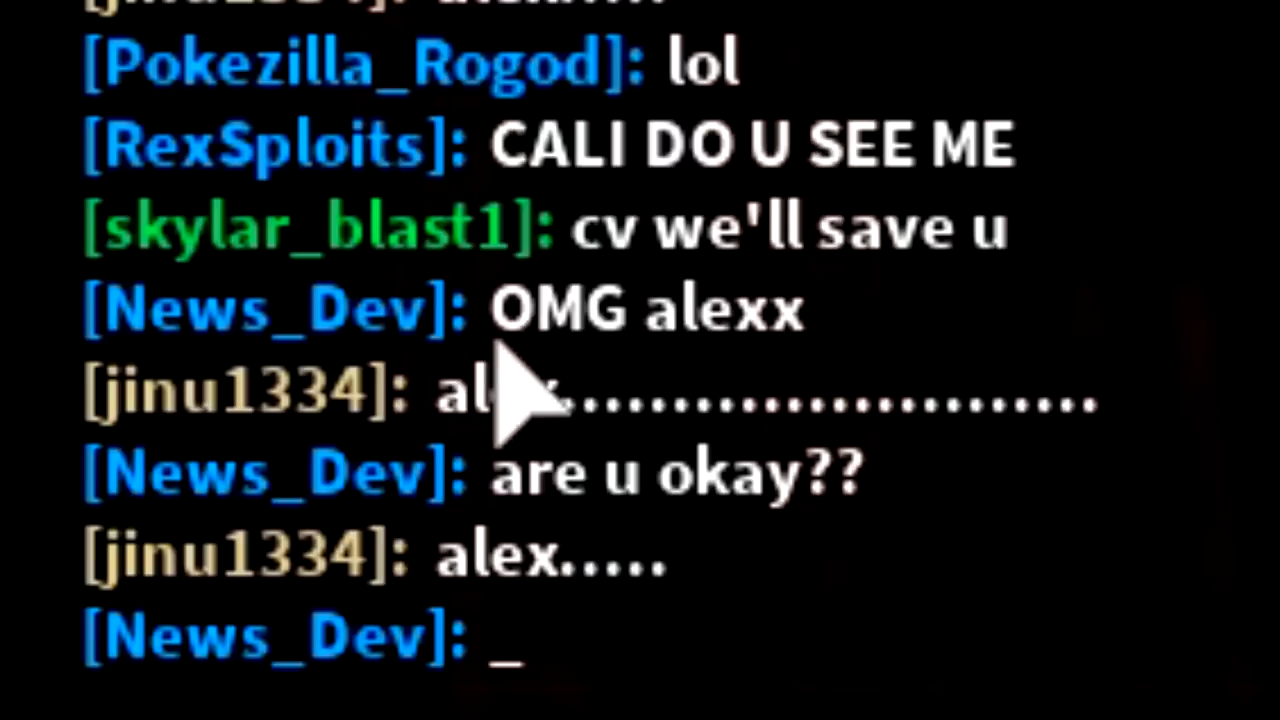 [Pokezilla_Rogod]: lol
[RexSploits]: CALI DO U SEE ME
[skylar_blast1]: cv we'll save u
[News_Dev]: OMG alexx
[jinu1334]: alex........................
[News_Dev]: are u okay??
[jinu1334]: alex.....
[News_Dev]: _